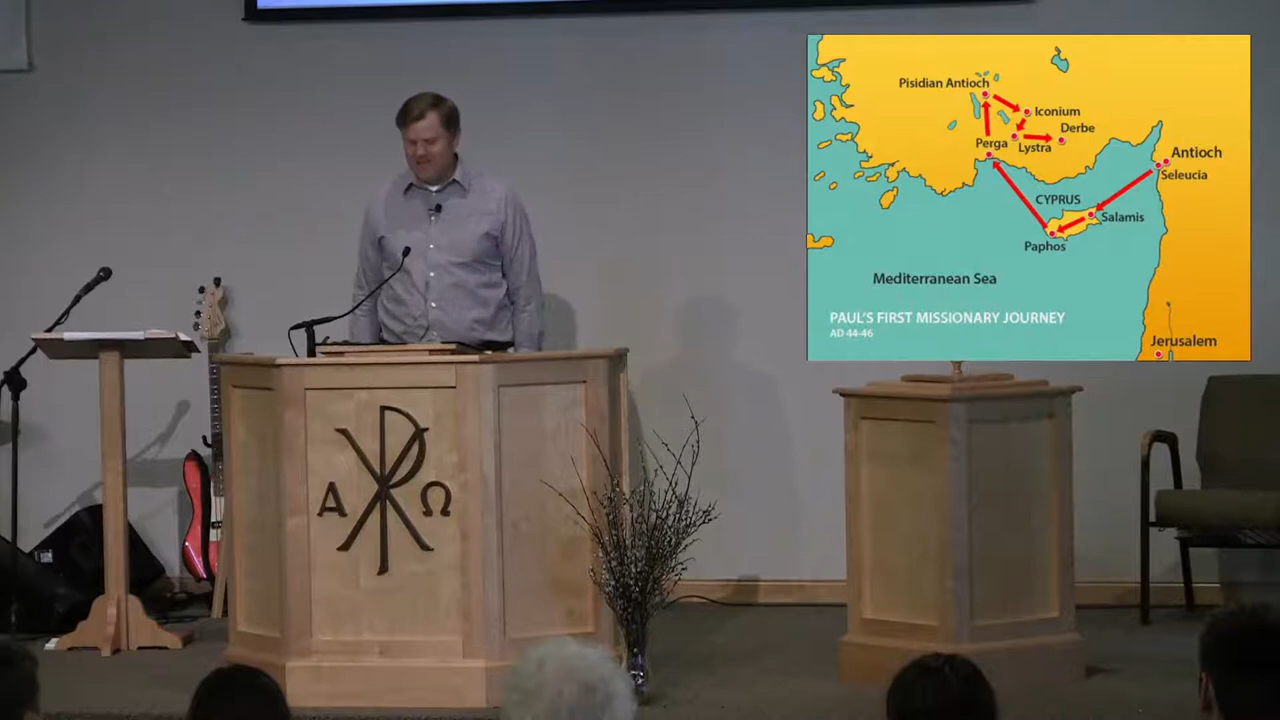 Pisidian Antioch
Iconium
Derbe
Perga
Lystra
Antioch
Seleucia
CYPRUS
Salamis
Paphos
Mediterranean Sea
PAUL'S FIRST MISSIONARY JOURNEY
AD 44-46
Jerusalem
Α Ω